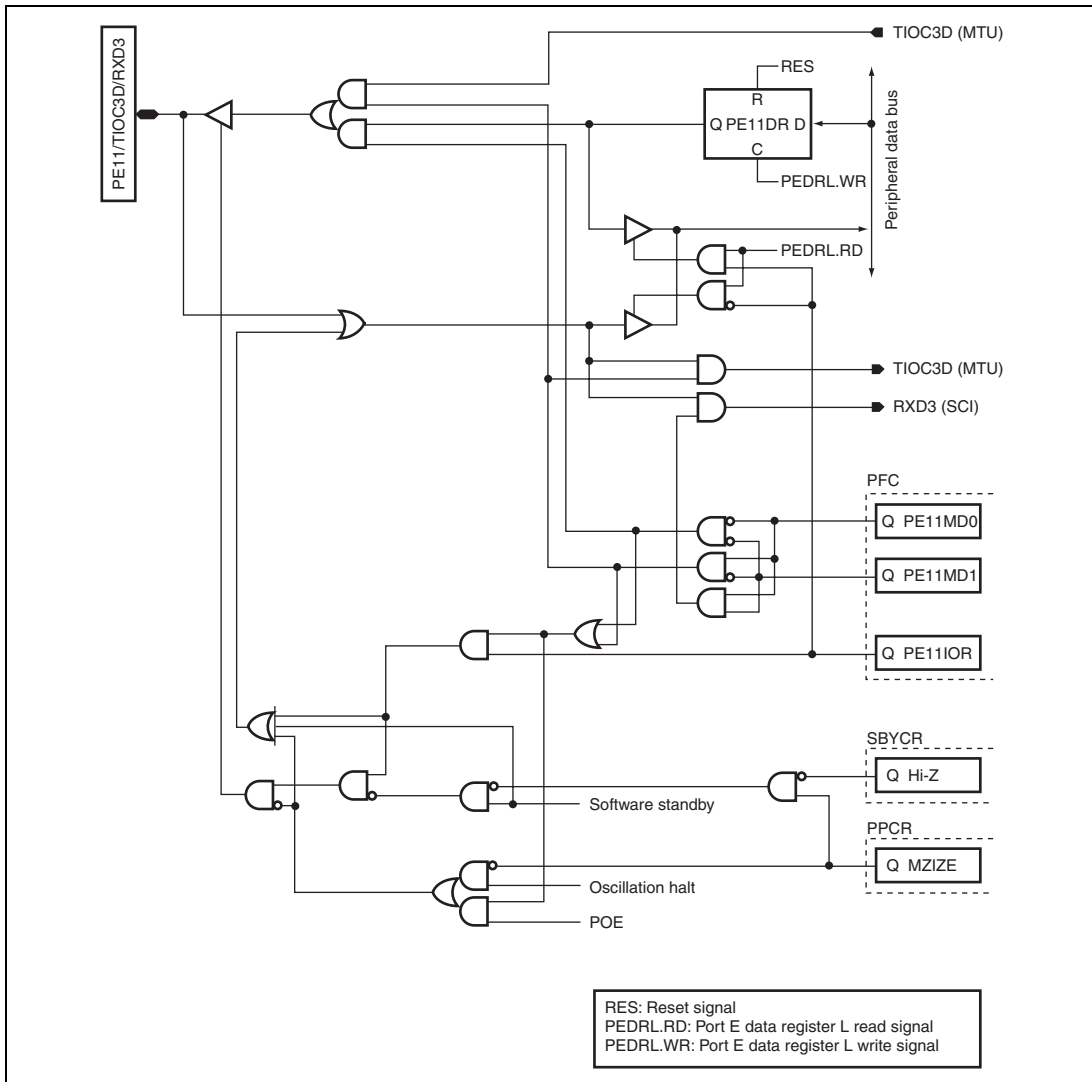 PE11/TIOC3D/RXD3
TIOC3D (MTU)
RES
R
Q PE11DR D
C
PEDRL.WR
Peripheral data bus
PEDRL.RD
TIOC3D (MTU)
RXD3 (SCI)
PFC
Q PE11MD0
Q PE11MD1
Q PE11IOR
SBYCR
Q Hi-Z
Software standby
PPCR
Q MZIZE
Oscillation halt
POE
RES: Reset signal
PEDRL.RD: Port E data register L read signal
PEDRL.WR: Port E data register L write signal